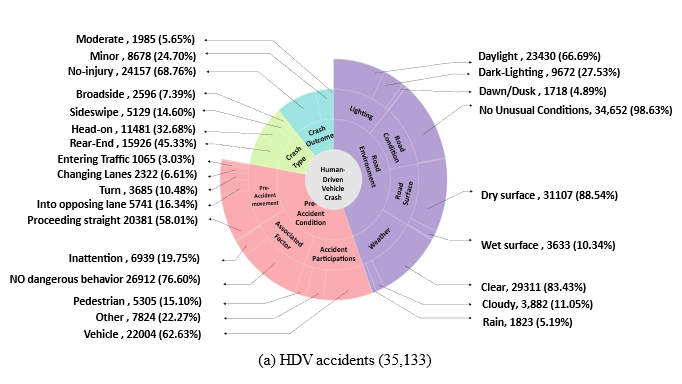 Moderate , 1985 (5.65%)
Minor , 8678 (24.70%)
No-injury , 24157 (68.76%)
Broadside , 2596 (7.39%)
Sideswipe , 5129 (14.60%)
Head-on , 11481 (32.68%)
Rear-End , 15926 (45.33%)
Entering Traffic 1065 (3.03%)
Changing Lanes 2322 (6.61%)
Turn , 3685 (10.48%)
Into opposing lane 5741 (16.34%)
Proceeding straight 20381 (58.01%)
Inattention , 6939 (19.75%)
NO dangerous behavior 26912 (76.60%)
Pedestrian , 5305 (15.10%)
Other , 7824 (22.27%)
Vehicle , 22004 (62.63%)
Crash
Outcome
Crash
Type
Pre-
Accident
movement
Pre
Accident
Condition
Associated
Factor
Accident
Participations
Human-
Driven
Vehicle
Crash
Lighting
Road
Condition
Road
Environment
Road
Surface
Weather
Daylight , 23430 (66.69%)
Dark-Lighting , 9672 (27.53%)
Dawn/Dusk , 1718 (4.89%)
No Unusual Conditions, 34,652 (98.63%)
Dry surface , 31107 (88.54%)
Wet surface , 3633 (10.34%)
Clear, 29311 (83.43%)
Cloudy, 3,882 (11.05%)
Rain, 1823 (5.19%)
(a) HDV accidents (35,133)